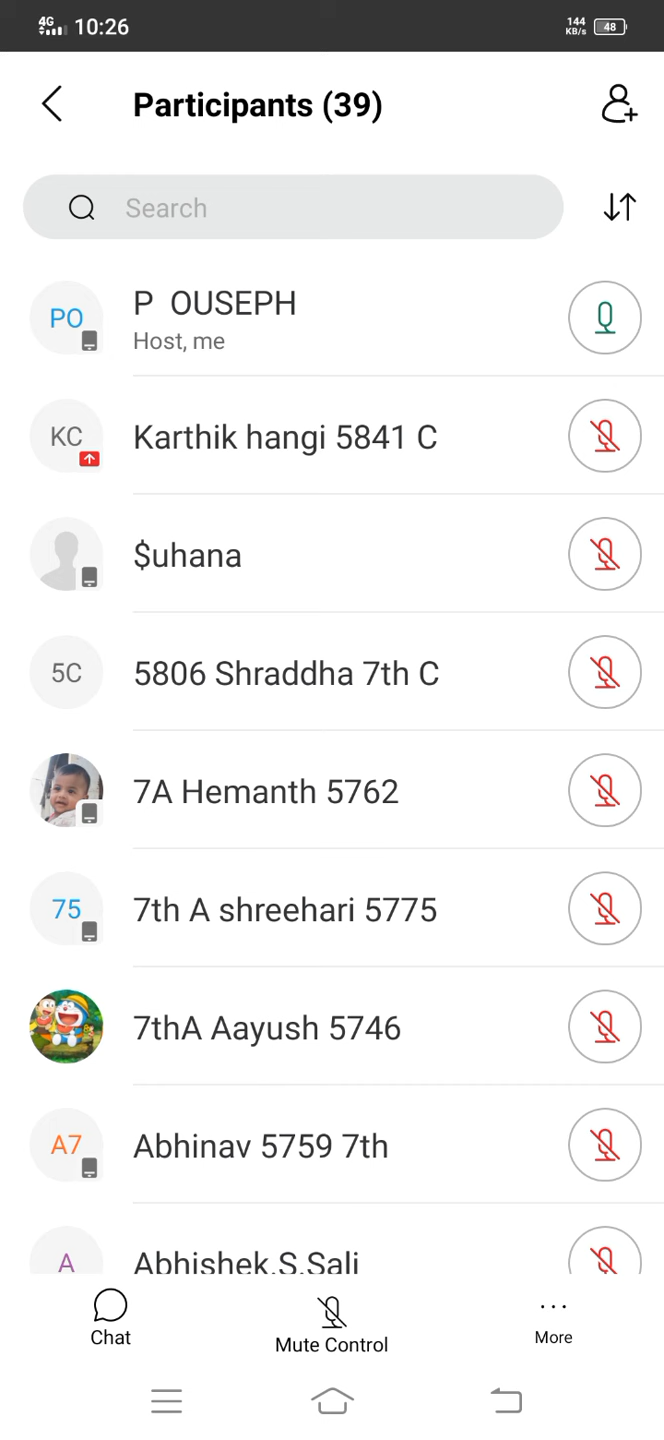 4G 10:26 144 KB/s 48
Participants (39)
Search
PO P OUSEPH
Host, me
KC Karthik hangi 5841 C
$uhana
5C 5806 Shraddha 7th C
7A Hemanth 5762
75 7th A shreehari 5775
7thA Aayush 5746
A7 Abhinav 5759 7th
A Abhishek.S.Sali
Chat Mute Control More